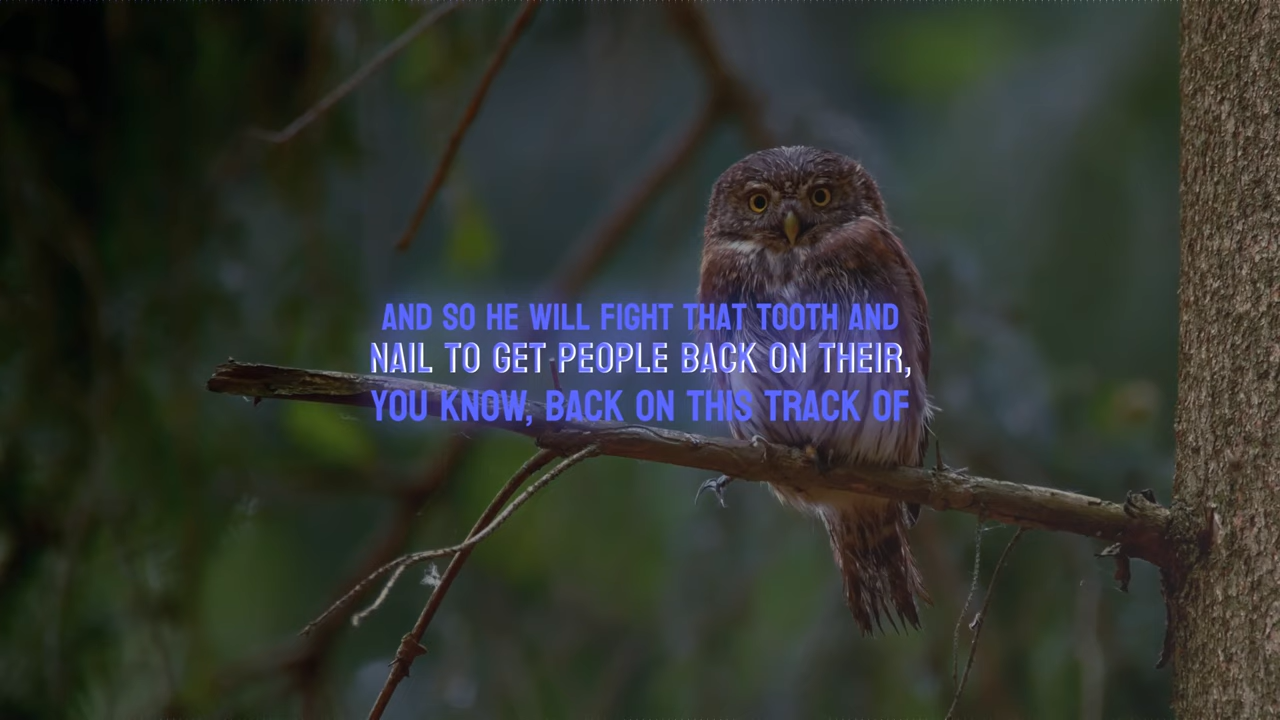 AND SO HE WILL FIGHT THAT TOOTH AND
NAIL TO GET PEOPLE BACK ON THEIR,
YOU KNOW, BACK ON THIS TRACK OF